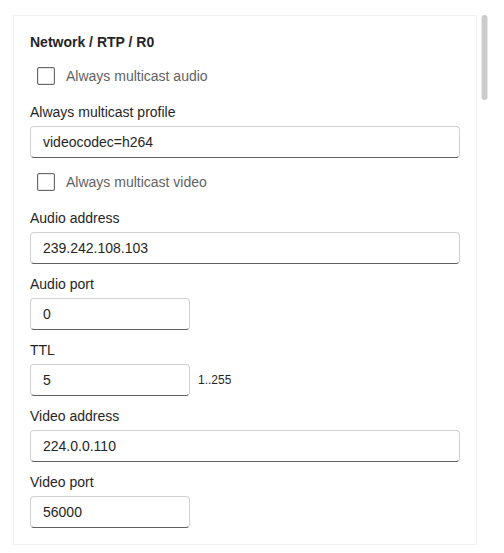 Network / RTP / R0
Always multicast audio
Always multicast profile
videocodec=h264
Always multicast video
Audio address
239.242.108.103
Audio port
0
TTL
5 1..255
Video address
224.0.0.110
Video port
56000